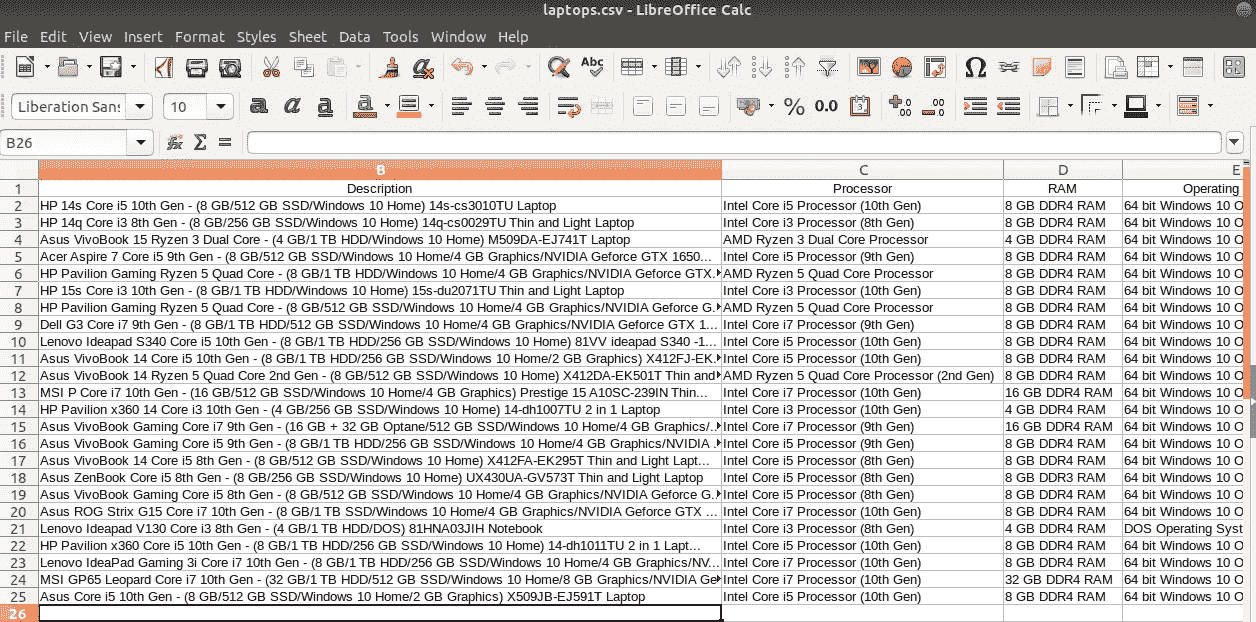 laptops.csv - LibreOffice Calc
File Edit View Insert Format Styles Sheet Data Tools Window Help
Abc
Liberation Sans 10 a a a a % 0.0
B26 fx Σ =
B C D E
1 Description Processor RAM Operating
2 HP 14s Core i5 10th Gen - (8 GB/512 GB SSD/Windows 10 Home) 14s-cs3010TU Laptop Intel Core i5 Processor (10th Gen) 8 GB DDR4 RAM 64 bit Windows 10 O
3 HP 14q Core i3 8th Gen - (8 GB/256 GB SSD/Windows 10 Home) 14q-cs0029TU Thin and Light Laptop Intel Core i3 Processor (8th Gen) 8 GB DDR4 RAM 64 bit Windows 10 O
4 Asus VivoBook 15 Ryzen 3 Dual Core - (4 GB/1 TB HDD/Windows 10 Home) M509DA-EJ741T Laptop AMD Ryzen 3 Dual Core Processor 4 GB DDR4 RAM 64 bit Windows 10 O
5 Acer Aspire 7 Core i5 9th Gen - (8 GB/512 GB SSD/Windows 10 Home/4 GB Graphics/NVIDIA Geforce GTX 1650... Intel Core i5 Processor (9th Gen) 8 GB DDR4 RAM 64 bit Windows 10 O
6 HP Pavilion Gaming Ryzen 5 Quad Core - (8 GB/1 TB HDD/Windows 10 Home/4 GB Graphics/NVIDIA Geforce GTX. AMD Ryzen 5 Quad Core Processor 8 GB DDR4 RAM 64 bit Windows 10 O
7 HP 15s Core i3 10th Gen - (8 GB/1 TB HDD/Windows 10 Home) 15s-du2071TU Thin and Light Laptop Intel Core i3 Processor (10th Gen) 8 GB DDR4 RAM 64 bit Windows 10 O
8 HP Pavilion Gaming Ryzen 5 Quad Core - (8 GB/512 GB SSD/Windows 10 Home/4 GB Graphics/NVIDIA Geforce G. AMD Ryzen 5 Quad Core Processor 8 GB DDR4 RAM 64 bit Windows 10 O
9 Dell G3 Core i7 9th Gen - (8 GB/1 TB HDD/512 GB SSD/Windows 10 Home/4 GB Graphics/NVIDIA Geforce GTX 1... Intel Core i7 Processor (9th Gen) 8 GB DDR4 RAM 64 bit Windows 10 O
10 Lenovo Ideapad S340 Core i5 10th Gen - (8 GB/1 TB HDD/256 GB SSD/Windows 10 Home) 81VV ideapad S340 -1... Intel Core i5 Processor (10th Gen) 8 GB DDR4 RAM 64 bit Windows 10 O
11 Asus VivoBook 14 Core i5 10th Gen - (8 GB/1 TB HDD/256 GB SSD/Windows 10 Home/2 GB Graphics) X412FJ-EK. Intel Core i5 Processor (10th Gen) 8 GB DDR4 RAM 64 bit Windows 10 O
12 Asus VivoBook 14 Ryzen 5 Quad Core 2nd Gen - (8 GB/512 GB SSD/Windows 10 Home) X412DA-EK501T Thin and AMD Ryzen 5 Quad Core Processor (2nd Gen) 8 GB DDR4 RAM 64 bit Windows 10 O
13 MSI P Core i7 10th Gen - (16 GB/512 GB SSD/Windows 10 Home/4 GB Graphics) Prestige 15 A10SC-239IN Thin... Intel Core i7 Processor (10th Gen) 16 GB DDR4 RAM 64 bit Windows 10 O
14 HP Pavilion x360 14 Core i3 10th Gen - (4 GB/256 GB SSD/Windows 10 Home) 14-dh1007TU 2 in 1 Laptop Intel Core i3 Processor (10th Gen) 4 GB DDR4 RAM 64 bit Windows 10 O
15 Asus VivoBook Gaming Core i7 9th Gen - (16 GB + 32 GB Optane/512 GB SSD/Windows 10 Home/4 GB Graphics/.. Intel Core i7 Processor (9th Gen) 16 GB DDR4 RAM 64 bit Windows 10 O
16 Asus VivoBook Gaming Core i5 9th Gen - (8 GB/1 TB HDD/256 GB SSD/Windows 10 Home/4 GB Graphics/NVIDIA . Intel Core i5 Processor (9th Gen) 8 GB DDR4 RAM 64 bit Windows 10 O
17 Asus VivoBook 14 Core i5 8th Gen - (8 GB/512 GB SSD/Windows 10 Home) X412FA-EK295T Thin and Light Lapt... Intel Core i5 Processor (8th Gen) 8 GB DDR4 RAM 64 bit Windows 10 O
18 Asus ZenBook Core i5 8th Gen - (8 GB/256 GB SSD/Windows 10 Home) UX430UA-GV573T Thin and Light Laptop Intel Core i5 Processor (8th Gen) 8 GB DDR3 RAM 64 bit Windows 10 O
19 Asus VivoBook Gaming Core i5 8th Gen - (8 GB/512 GB SSD/Windows 10 Home/4 GB Graphics/NVIDIA Geforce G. Intel Core i5 Processor (8th Gen) 8 GB DDR4 RAM 64 bit Windows 10 O
20 Asus ROG Strix G15 Core i7 10th Gen - (8 GB/512 GB SSD/Windows 10 Home/4 GB Graphics/NVIDIA Geforce GTX ... Intel Core i7 Processor (10th Gen) 8 GB DDR4 RAM 64 bit Windows 10 O
21 Lenovo Ideapad V130 Core i3 8th Gen - (4 GB/1 TB HDD/DOS) 81HNA03JIH Notebook Intel Core i3 Processor (8th Gen) 4 GB DDR4 RAM DOS Operating Syst
22 HP Pavilion x360 Core i5 10th Gen - (8 GB/1 TB HDD/256 GB SSD/Windows 10 Home) 14-dh1011TU 2 in 1 Lapt... Intel Core i5 Processor (10th Gen) 8 GB DDR4 RAM 64 bit Windows 10 O
23 Lenovo IdeaPad Gaming 3i Core i7 10th Gen - (8 GB/1 TB HDD/256 GB SSD/Windows 10 Home/4 GB Graphics/NV... Intel Core i7 Processor (10th Gen) 8 GB DDR4 RAM 64 bit Windows 10 O
24 MSI GP65 Leopard Core i7 10th Gen - (32 GB/1 TB HDD/512 GB SSD/Windows 10 Home/8 GB Graphics/NVIDIA Ge Intel Core i7 Processor (10th Gen) 32 GB DDR4 RAM 64 bit Windows 10 O
25 Asus Core i5 10th Gen - (8 GB/512 GB SSD/Windows 10 Home/2 GB Graphics) X509JB-EJ591T Laptop Intel Core i5 Processor (10th Gen) 8 GB DDR4 RAM 64 bit Windows 10 O
26